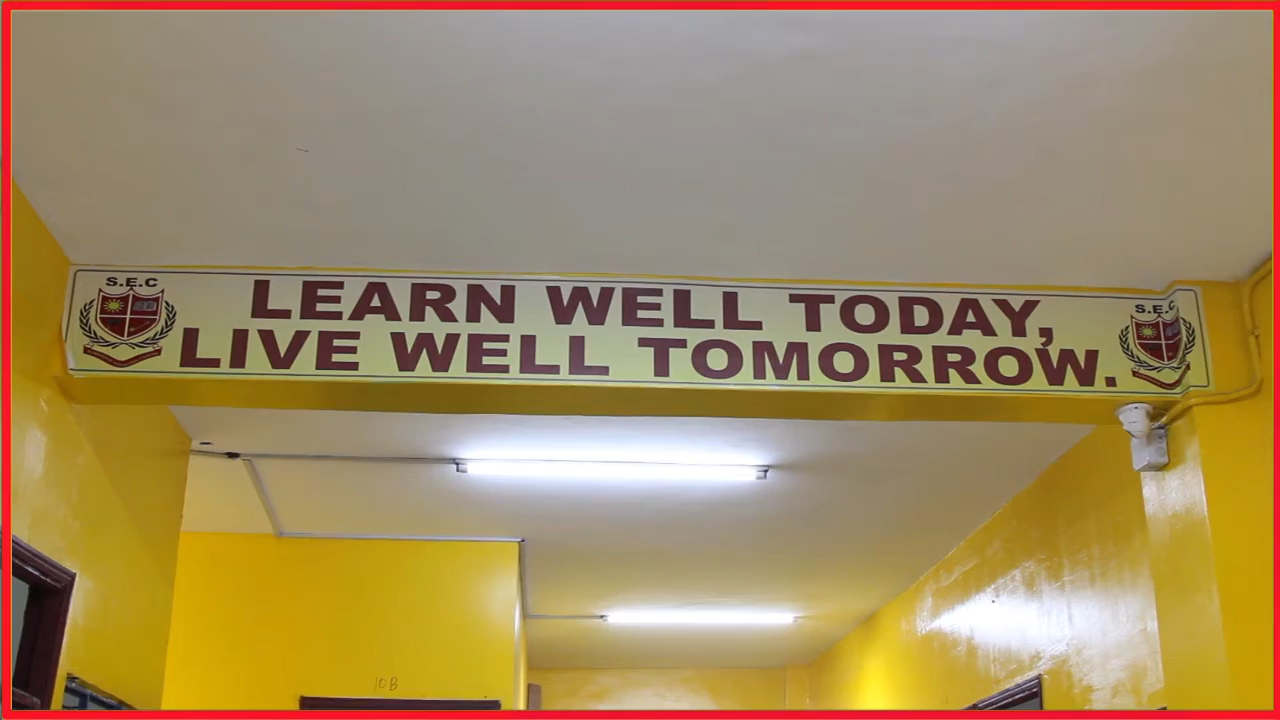 S.E.C
LEARN WELL TODAY,
LIVE WELL TOMORROW.
S.E.C
10B